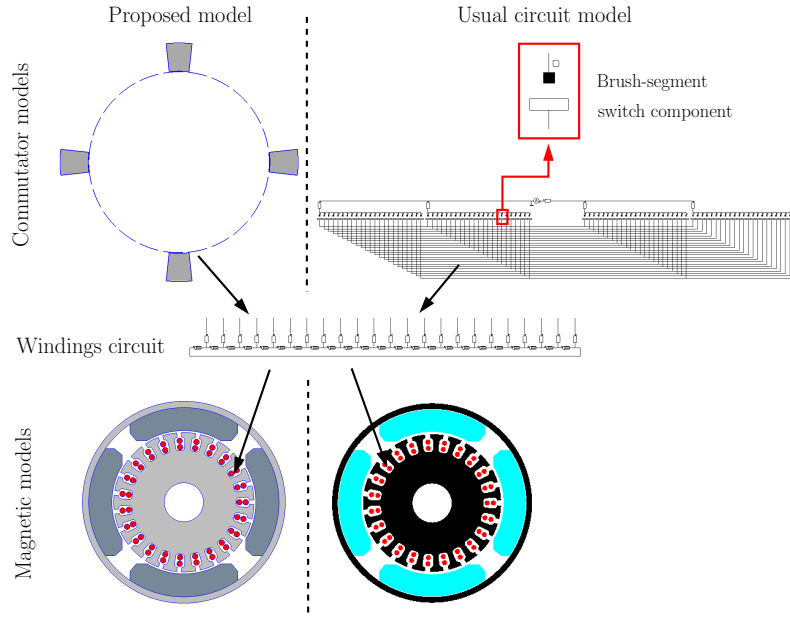 Proposed model
Usual circuit model
Commutator models
Brush-segment
switch component
Windings circuit
Magnetic models